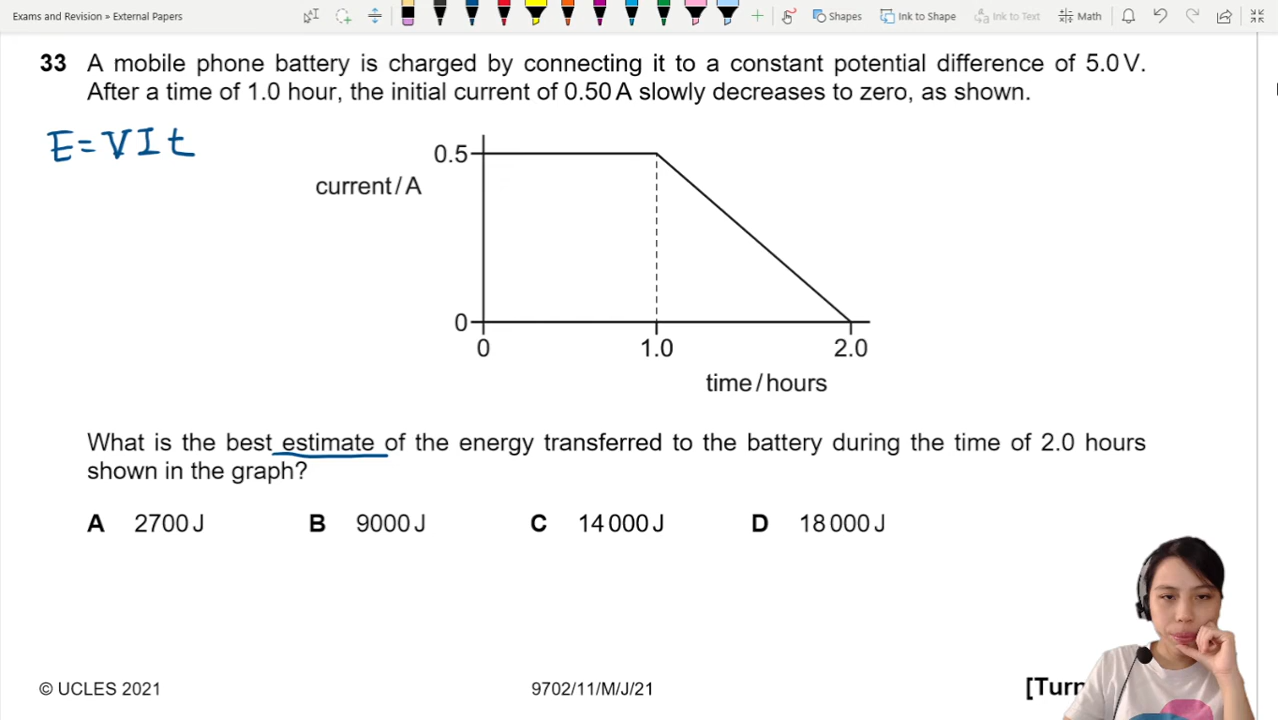 Exams and Revision » External Papers
Shapes
Ink to Shape
Ink to Text
Math
33 A mobile phone battery is charged by connecting it to a constant potential difference of 5.0 V.
After a time of 1.0 hour, the initial current of 0.50 A slowly decreases to zero, as shown.
E = VIt
0.5
current / A
0
0 1.0 2.0
time / hours
What is the best estimate of the energy transferred to the battery during the time of 2.0 hours
shown in the graph?
A 2700 J B 9000 J C 14 000 J D 18 000 J
© UCLES 2021 9702/11/M/J/21 [Turn